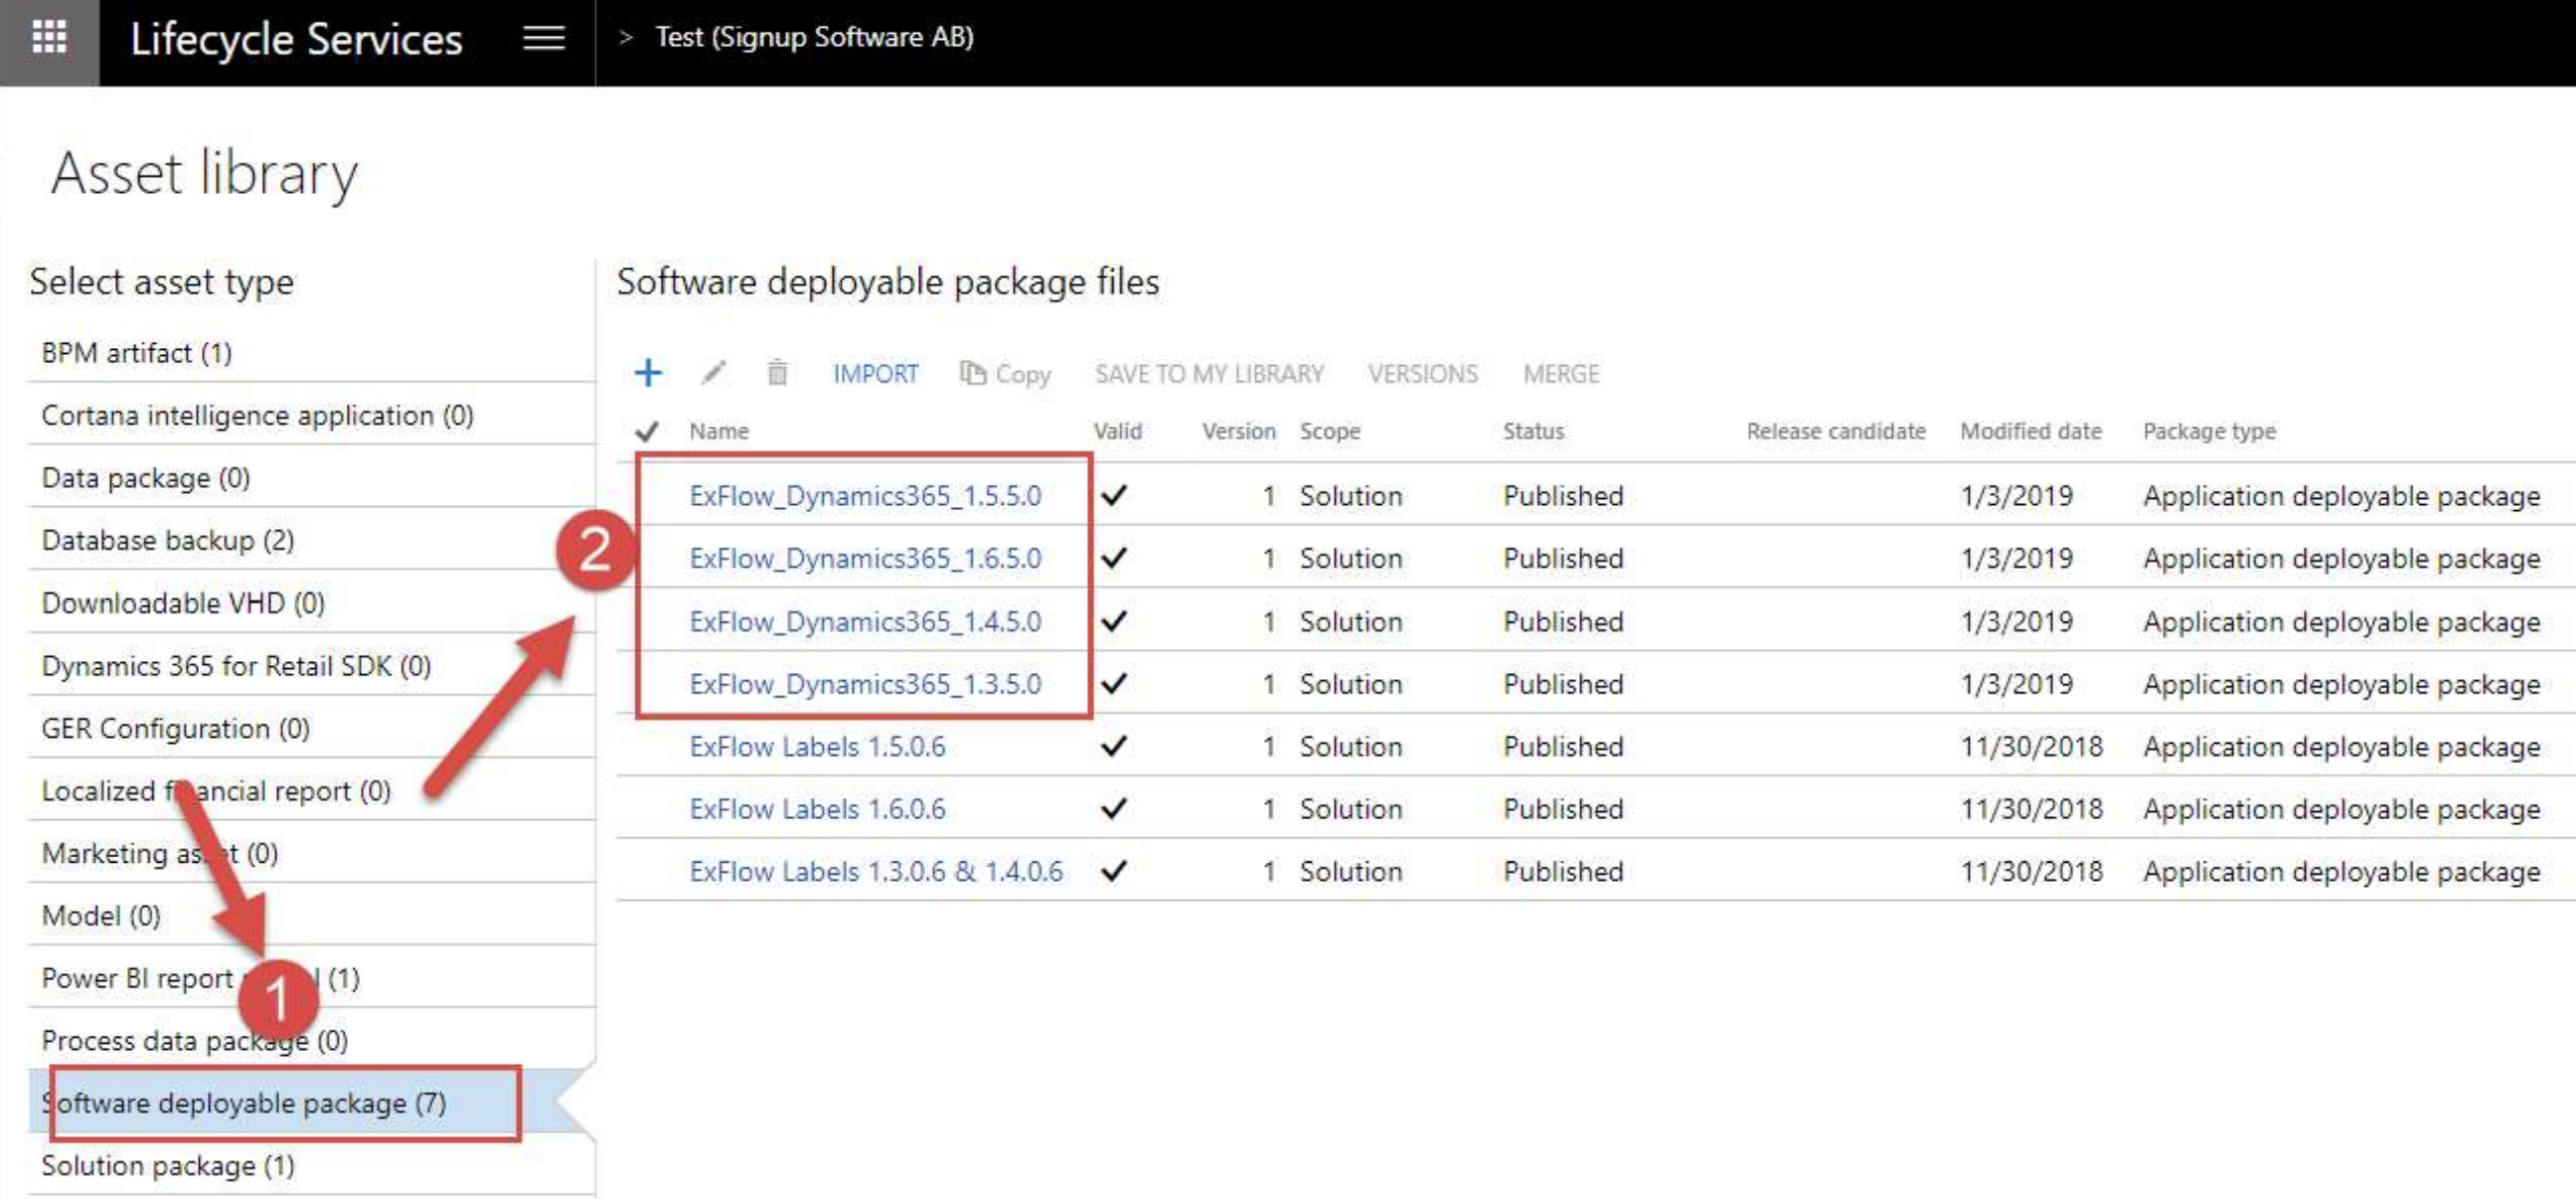 Lifecycle Services > Test (Signup Software AB)
Asset library
Select asset type
BPM artifact (1)
Cortana intelligence application (0)
Data package (0)
Database backup (2)
Downloadable VHD (0)
Dynamics 365 for Retail SDK (0)
GER Configuration (0)
Localized financial report (0)
Marketing asset (0)
Model (0)
Power BI report (1)
Process data package (0)
Software deployable package (7)
Solution package (1)
1
2
Software deployable package files
IMPORT Copy SAVE TO MY LIBRARY VERSIONS MERGE
Name Valid Version Scope Status Release candidate Modified date Package type
ExFlow_Dynamics365_1.5.5.0 1 Solution Published 1/3/2019 Application deployable package
ExFlow_Dynamics365_1.6.5.0 1 Solution Published 1/3/2019 Application deployable package
ExFlow_Dynamics365_1.4.5.0 1 Solution Published 1/3/2019 Application deployable package
ExFlow_Dynamics365_1.3.5.0 1 Solution Published 1/3/2019 Application deployable package
ExFlow Labels 1.5.0.6 1 Solution Published 11/30/2018 Application deployable package
ExFlow Labels 1.6.0.6 1 Solution Published 11/30/2018 Application deployable package
ExFlow Labels 1.3.0.6 & 1.4.0.6 1 Solution Published 11/30/2018 Application deployable package